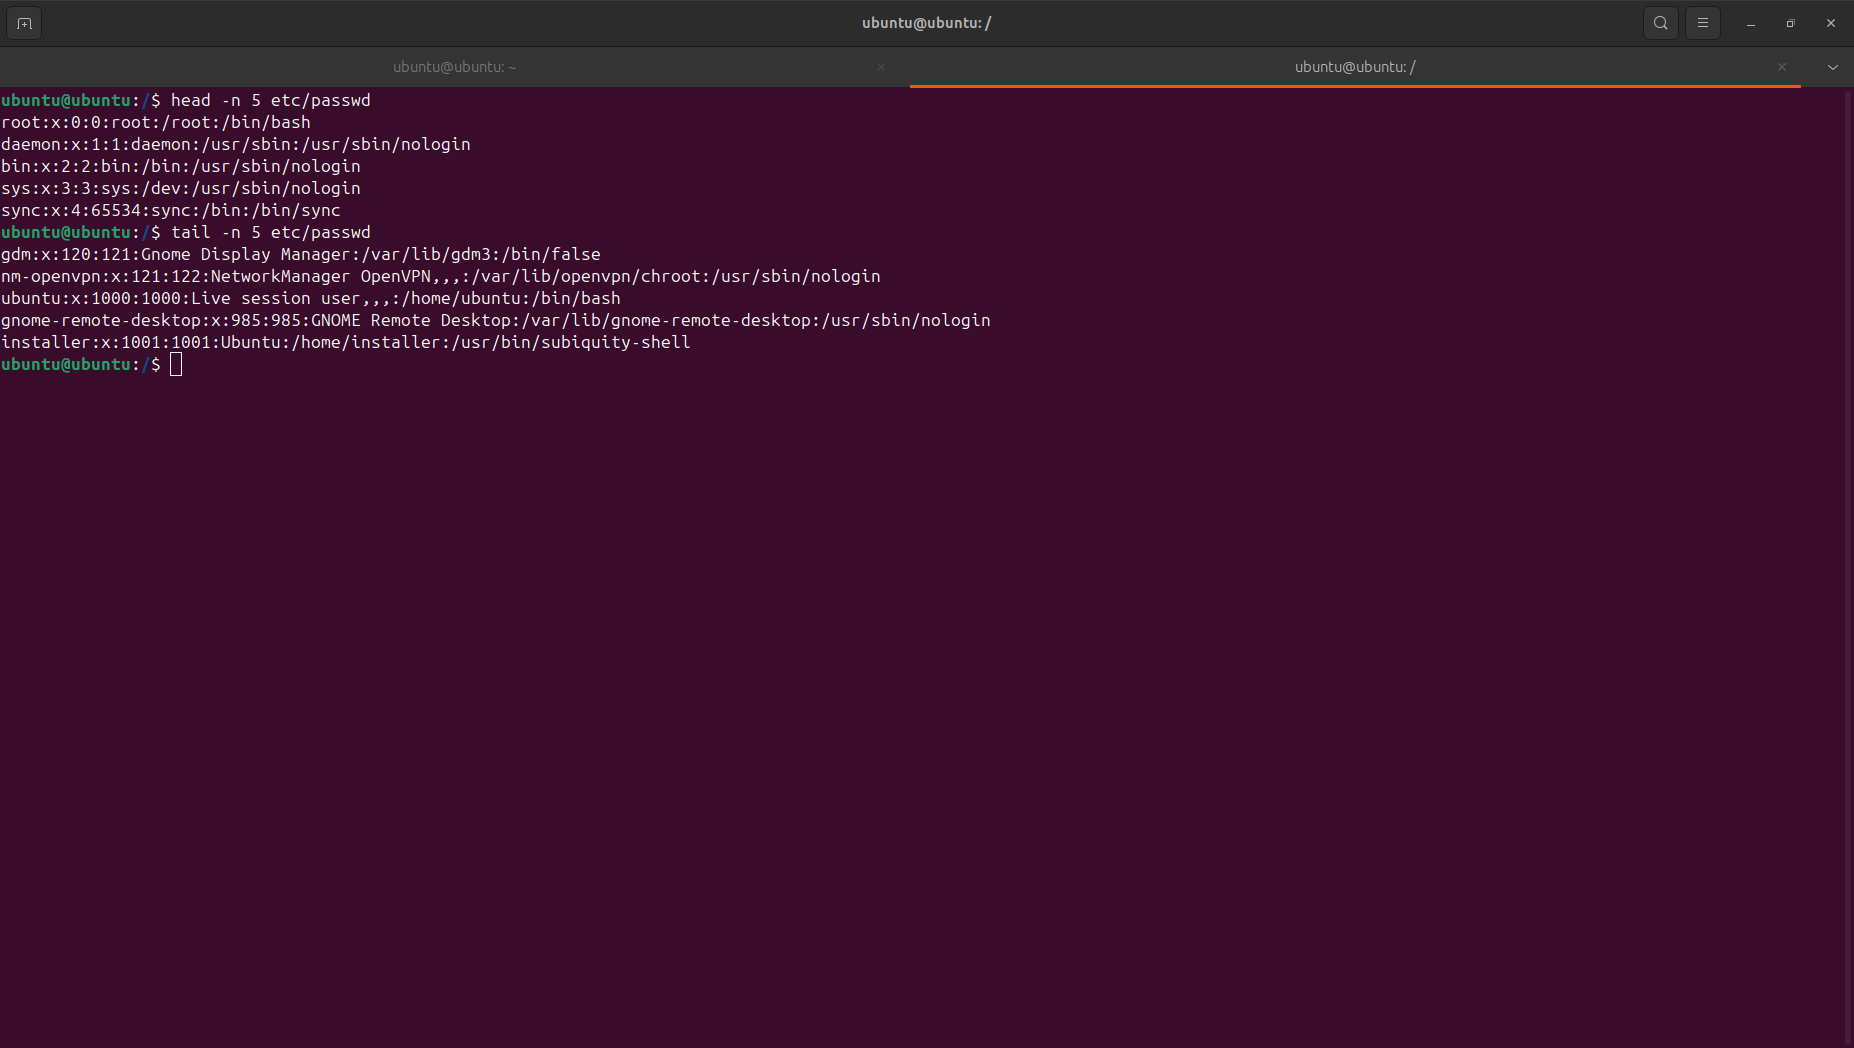 ubuntu@ubuntu: /
ubuntu@ubuntu: ~
ubuntu@ubuntu: /
ubuntu@ubuntu:/$ head -n 5 etc/passwd
root:x:0:0:root:/root:/bin/bash
daemon:x:1:1:daemon:/usr/sbin:/usr/sbin/nologin
bin:x:2:2:bin:/bin:/usr/sbin/nologin
sys:x:3:3:sys:/dev:/usr/sbin/nologin
sync:x:4:65534:sync:/bin:/bin/sync
ubuntu@ubuntu:/$ tail -n 5 etc/passwd
gdm:x:120:121:Gnome Display Manager:/var/lib/gdm3:/bin/false
nm-openvpn:x:121:122:NetworkManager OpenVPN,,,:/var/lib/openvpn/chroot:/usr/sbin/nologin
ubuntu:x:1000:1000:Live session user,,,:/home/ubuntu:/bin/bash
gnome-remote-desktop:x:985:985:GNOME Remote Desktop:/var/lib/gnome-remote-desktop:/usr/sbin/nologin
installer:x:1001:1001:Ubuntu:/home/installer:/usr/bin/subiquity-shell
ubuntu@ubuntu:/$